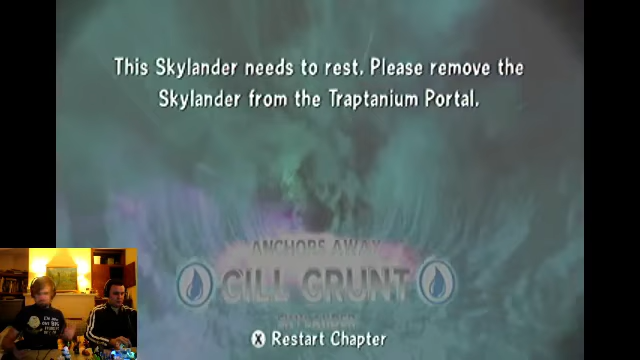 This Skylander needs to rest. Please remove the
Skylander from the Traptanium Portal.
ANCHORS AWAY
GILL GRUNT
SKYLANDER
X Restart Chapter